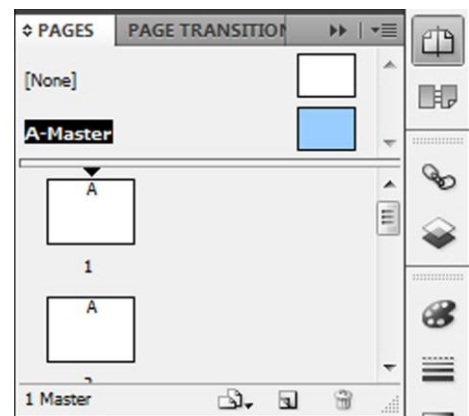 PAGES PAGE TRANSITION
[None]
A-Master
A
1
A
1 Master